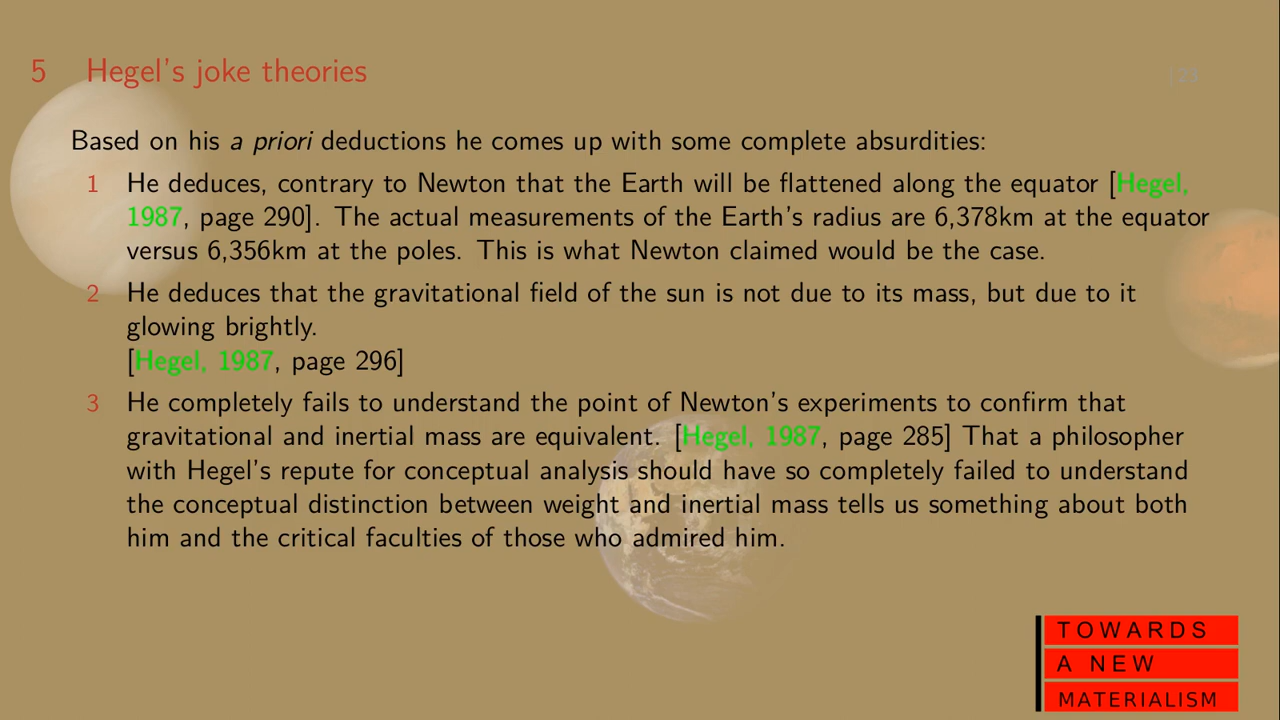 5 Hegel's joke theories
| 29
Based on his a priori deductions he comes up with some complete absurdities:
1 He deduces, contrary to Newton that the Earth will be flattened along the equator [Hegel,
1987, page 290]. The actual measurements of the Earth's radius are 6,378km at the equator
versus 6,356km at the poles. This is what Newton claimed would be the case.
2 He deduces that the gravitational field of the sun is not due to its mass, but due to it
glowing brightly.
[Hegel, 1987, page 296]
3 He completely fails to understand the point of Newton's experiments to confirm that
gravitational and inertial mass are equivalent. [Hegel, 1987, page 285] That a philosopher
with Hegel's repute for conceptual analysis should have so completely failed to understand
the conceptual distinction between weight and inertial mass tells us something about both
him and the critical faculties of those who admired him.
TOWARDS
A NEW
MATERIALISM